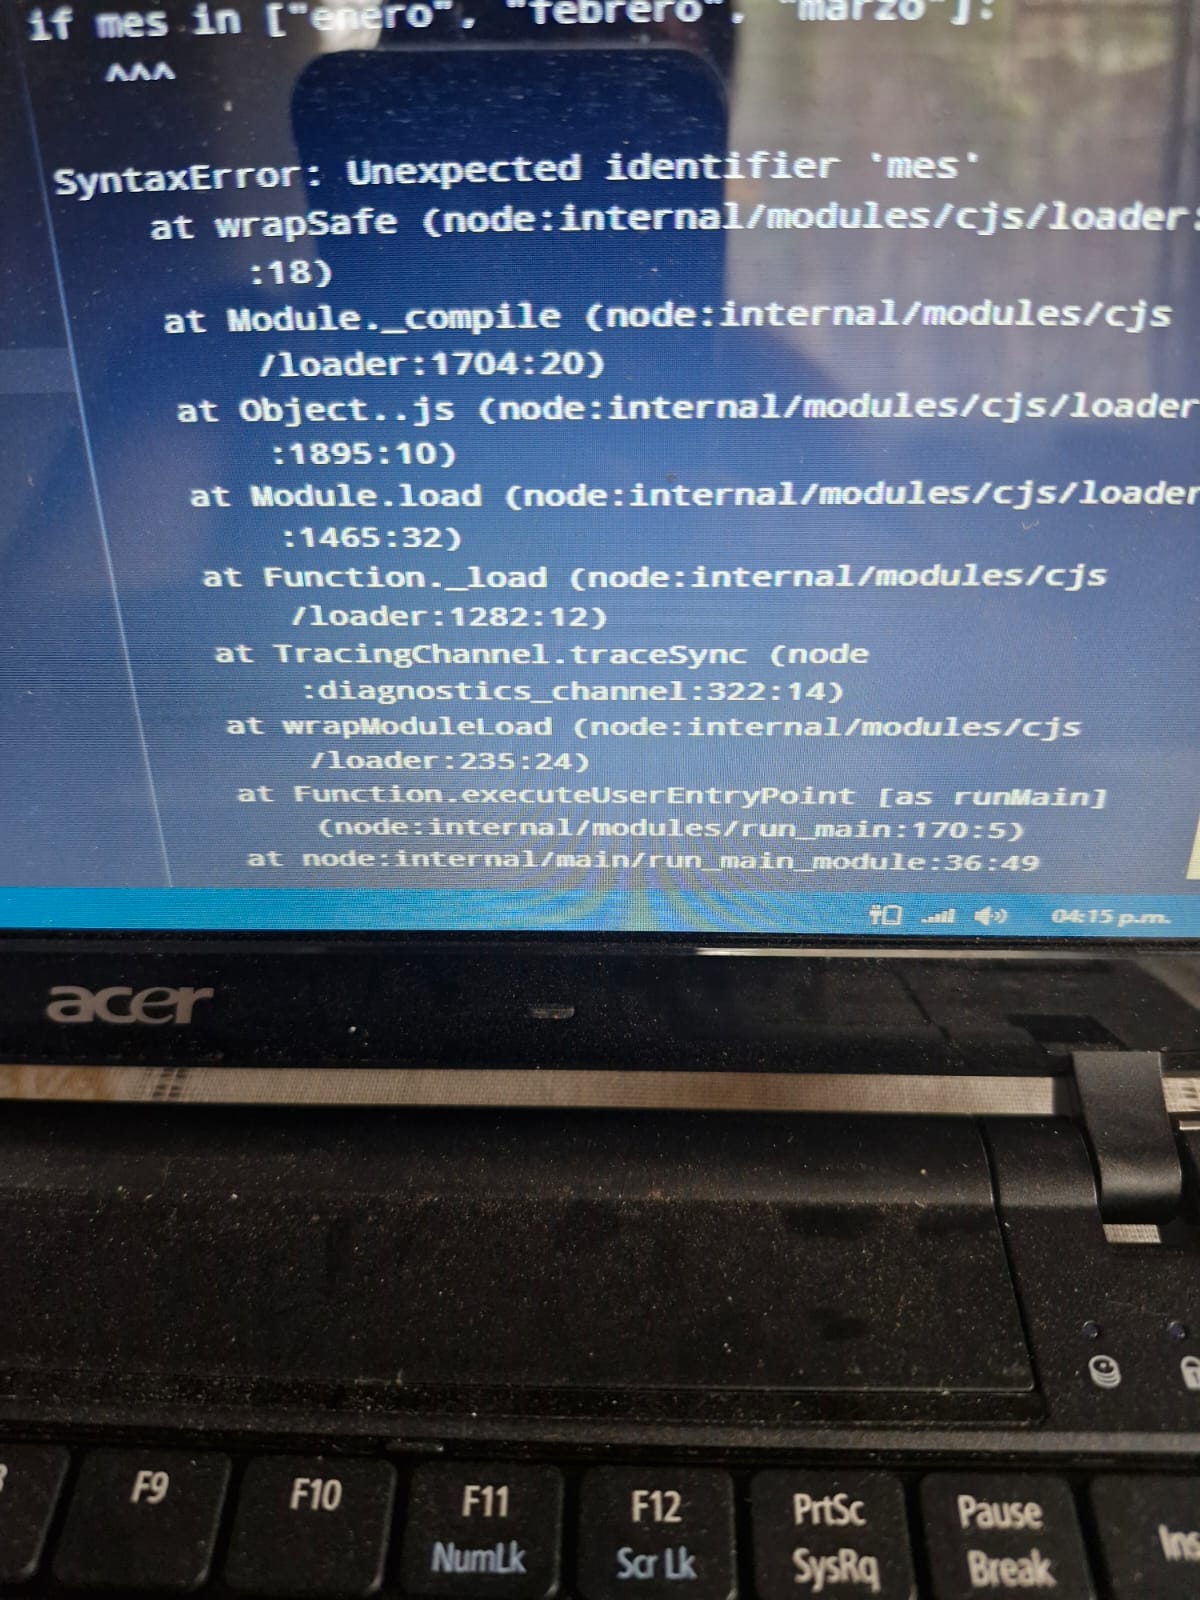 if mes in ["enero", "febrero", "marzo"]:
^^^
SyntaxError: Unexpected identifier 'mes'
at wrapSafe (node:internal/modules/cjs/loader:
:18)
at Module._compile (node:internal/modules/cjs
/loader:1704:20)
at Object..js (node:internal/modules/cjs/loader
:1895:10)
at Module.load (node:internal/modules/cjs/loader
:1465:32)
at Function._load (node:internal/modules/cjs
/loader:1282:12)
at TracingChannel.traceSync (node
:diagnostics_channel:322:14)
at wrapModuleLoad (node:internal/modules/cjs
/loader:235:24)
at Function.executeUserEntryPoint [as runMain]
(node:internal/modules/run_main:170:5)
at node:internal/main/run_main_module:36:49
04:15 p.m.
acer
F9 F10 F11 F12 PrtSc Pause
NumLk Scr Lk SysRq Break